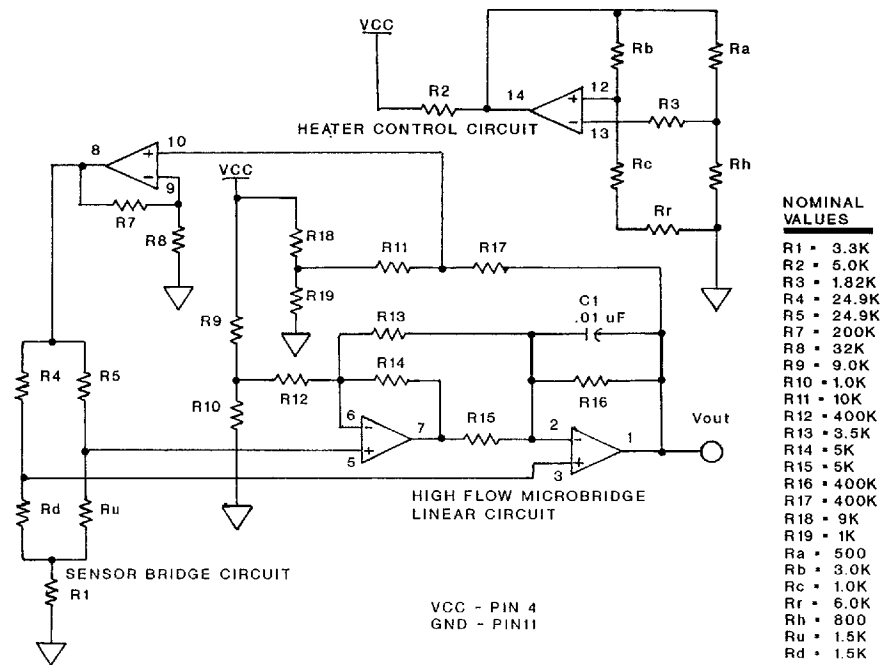 VCC
Rb
Ra
R2
14
12
13
R3
HEATER CONTROL CIRCUIT
8
10
9
VCC
Rc
Rh
R7
R8
R18
R11
R17
Rr
NOMINAL
VALUES
R1 = 3.3K
R2 = 5.0K
R3 = 1.82K
R4 = 24.9K
R5 = 24.9K
R7 = 200K
R8 = 32K
R9 = 9.0K
R10 = 1.0K
R11 = 10K
R12 = 400K
R13 = 3.5K
R14 = 5K
R15 = 5K
R16 = 400K
R17 = 400K
R18 = 9K
R19 = 1K
Ra = 500
Rb = 3.0K
Rc = 1.0K
Rr = 6.0K
Rh = 800
Ru = 1.5K
Rd = 1.5K
R19
C1
.01 uF
R9
R13
R4
R5
R14
R12
R16
R10
6
7
R15
2
1
Vout
5
3
Rd
Ru
HIGH FLOW MICROBRIDGE
LINEAR CIRCUIT
SENSOR BRIDGE CIRCUIT
R1
VCC - PIN 4
GND - PIN11